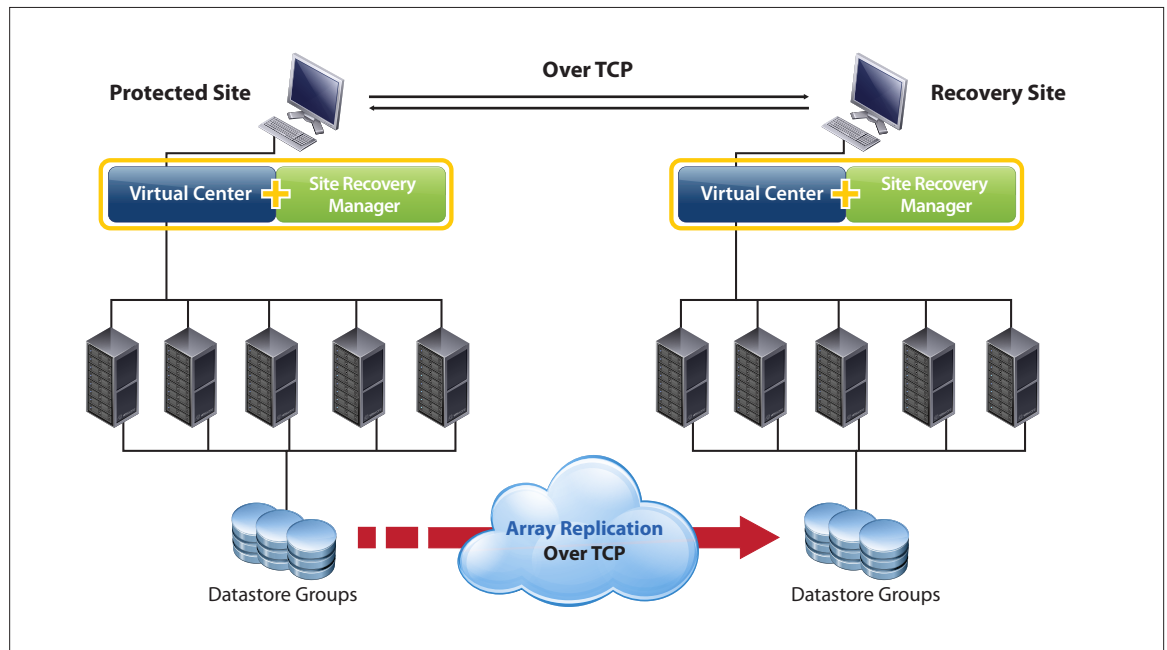 Over TCP
Protected Site
Recovery Site
Virtual Center
Site Recovery
Manager
Virtual Center
Site Recovery
Manager
Array Replication
Over TCP
Datastore Groups
Datastore Groups